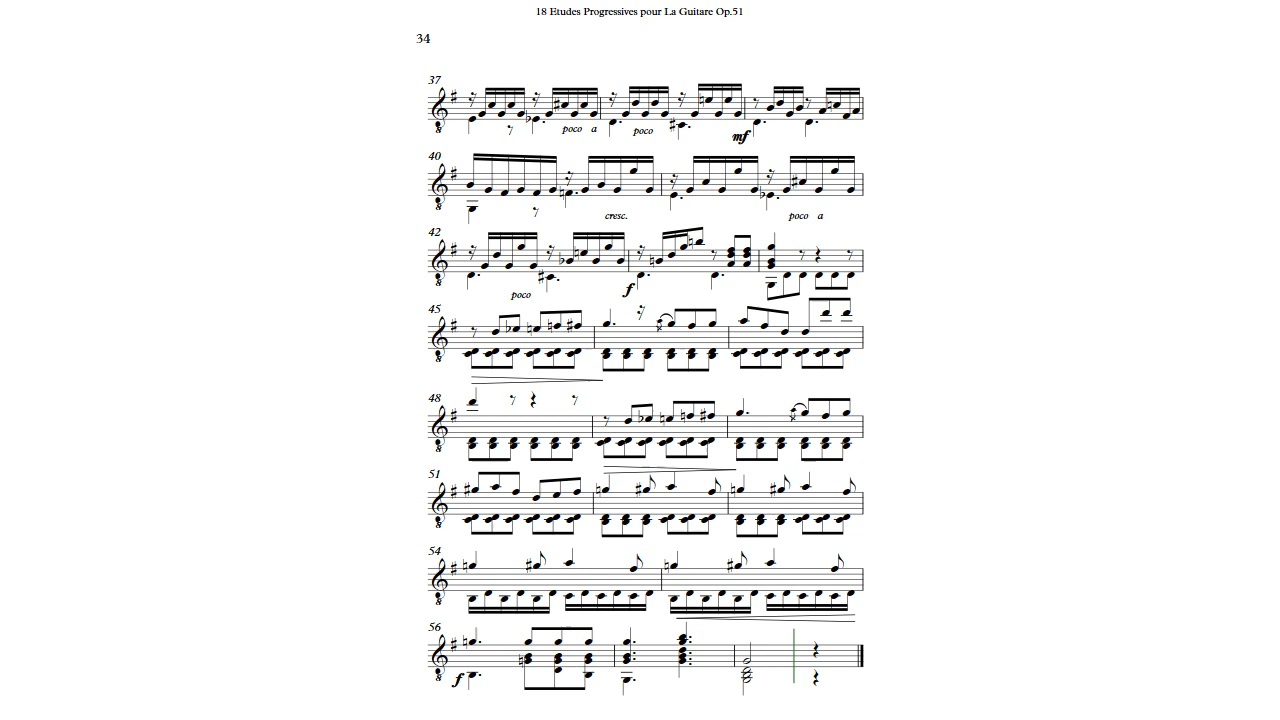 18 Etudes Progressives pour La Guitare Op.51
34
37
poco a poco
mf
40
cresc. poco a
42
poco f
45
48
51
54
56
f